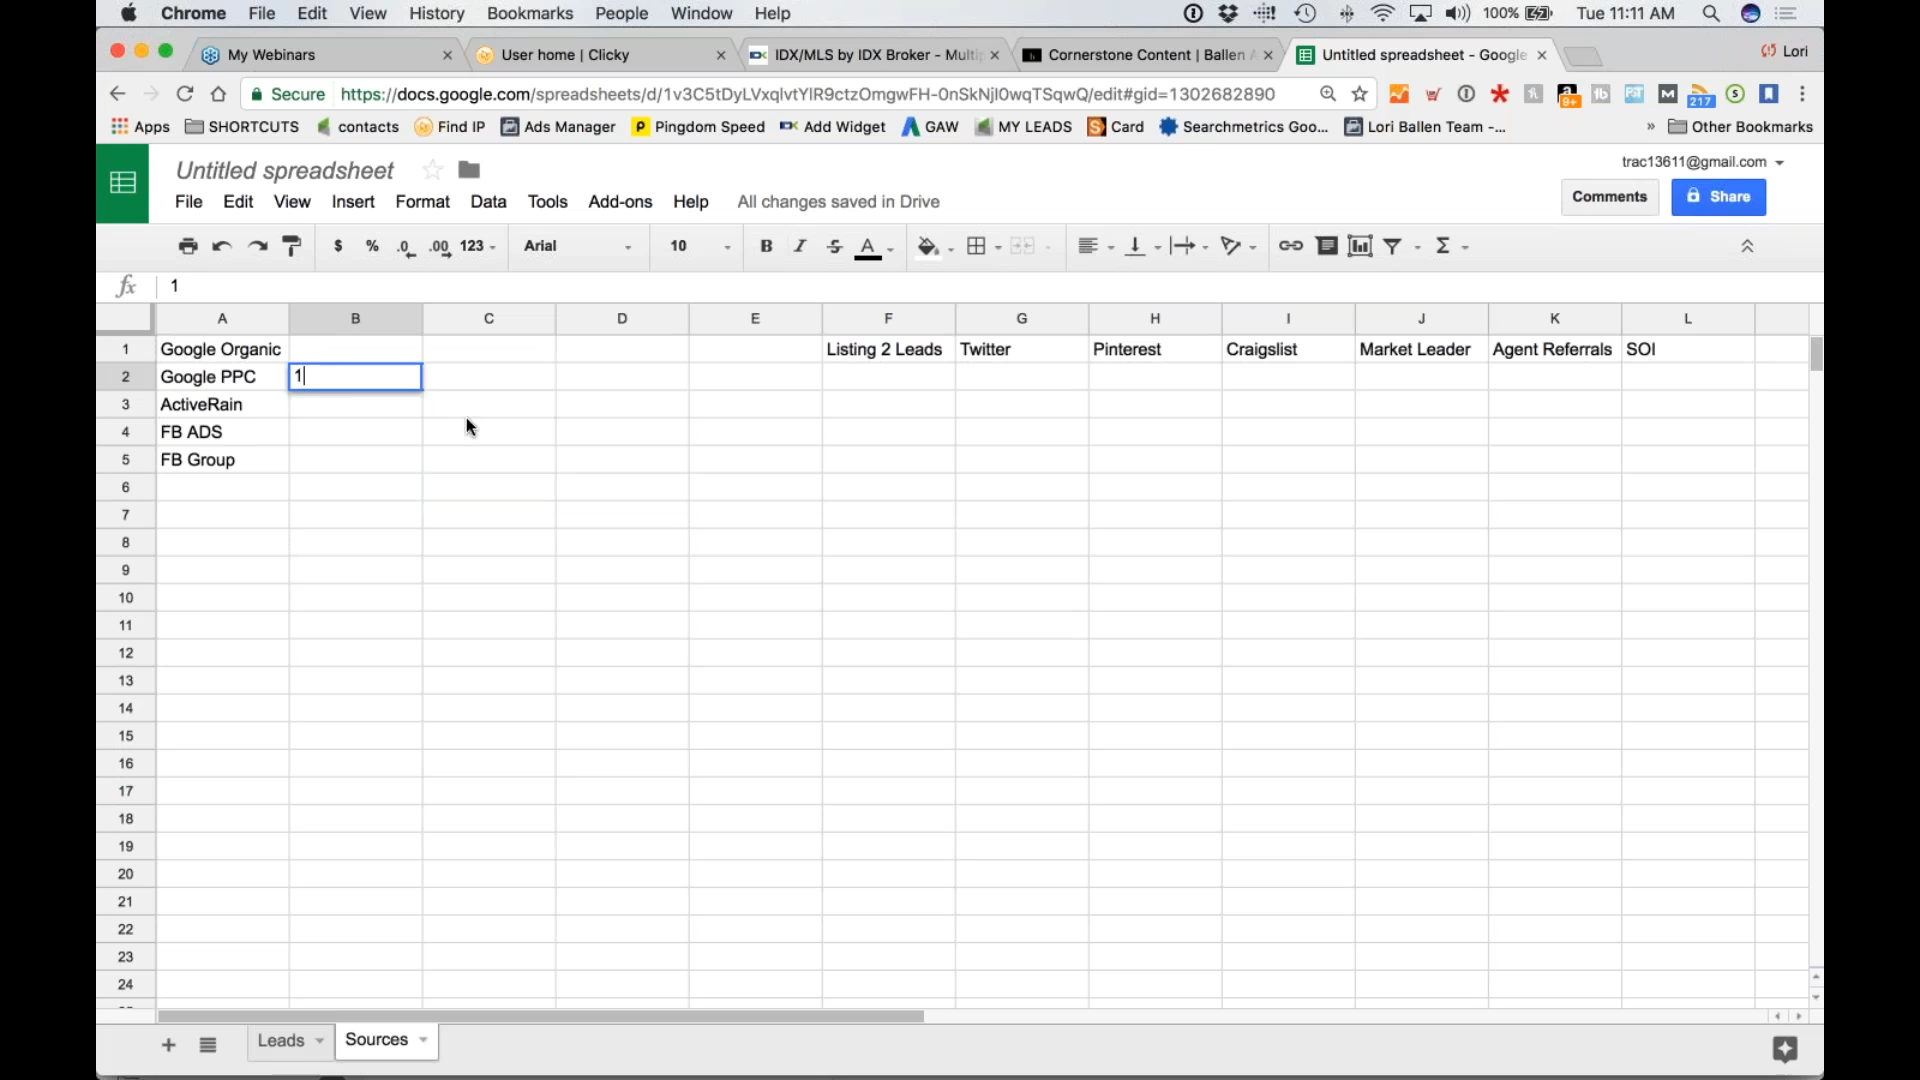 Chrome File Edit View History Bookmarks People Window Help 100% Tue 11:11 AM
My Webinars User home | Clicky IDX/MLS by IDX Broker - Multip Cornerstone Content | Ballen A Untitled spreadsheet - Google Lori
Secure https://docs.google.com/spreadsheets/d/1v3C5tDyLVxqlvtYlR9ctzOmgwFH-0nSkNjl0wqTSqwQ/edit#gid=1302682890 217
Apps SHORTCUTS contacts Find IP Ads Manager Pingdom Speed Add Widget GAW MY LEADS Card Searchmetrics Goo... Lori Ballen Team -... » Other Bookmarks
Untitled spreadsheet trac13611@gmail.com
File Edit View Insert Format Data Tools Add-ons Help All changes saved in Drive Comments Share
$ % .0 .00 123 Arial 10 B I S A Σ
fx 1
A B C D E F G H I J K L
1 Google Organic Listing 2 Leads Twitter Pinterest Craigslist Market Leader Agent Referrals SOI
2 Google PPC 1
3 ActiveRain
4 FB ADS
5 FB Group
6
7
8
9
10
11
12
13
14
15
16
17
18
19
20
21
22
23
24
+ Leads Sources